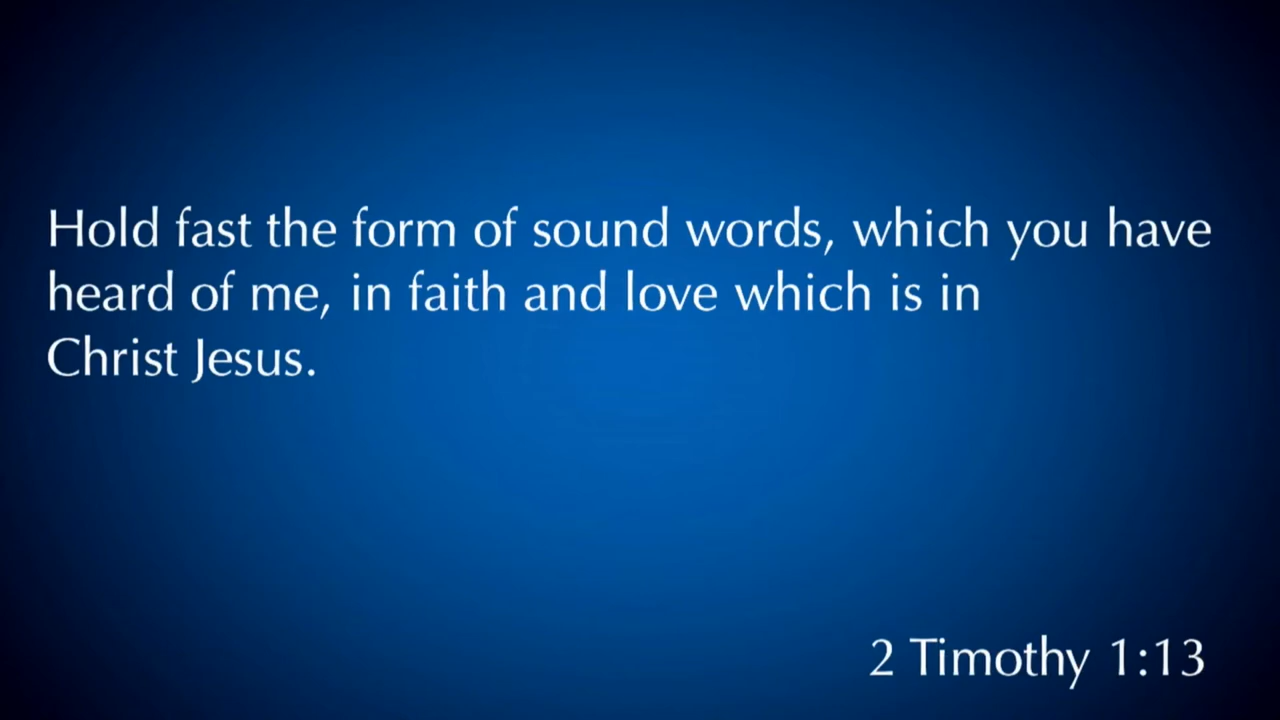 Hold fast the form of sound words, which you have
heard of me, in faith and love which is in
Christ Jesus.
2 Timothy 1:13